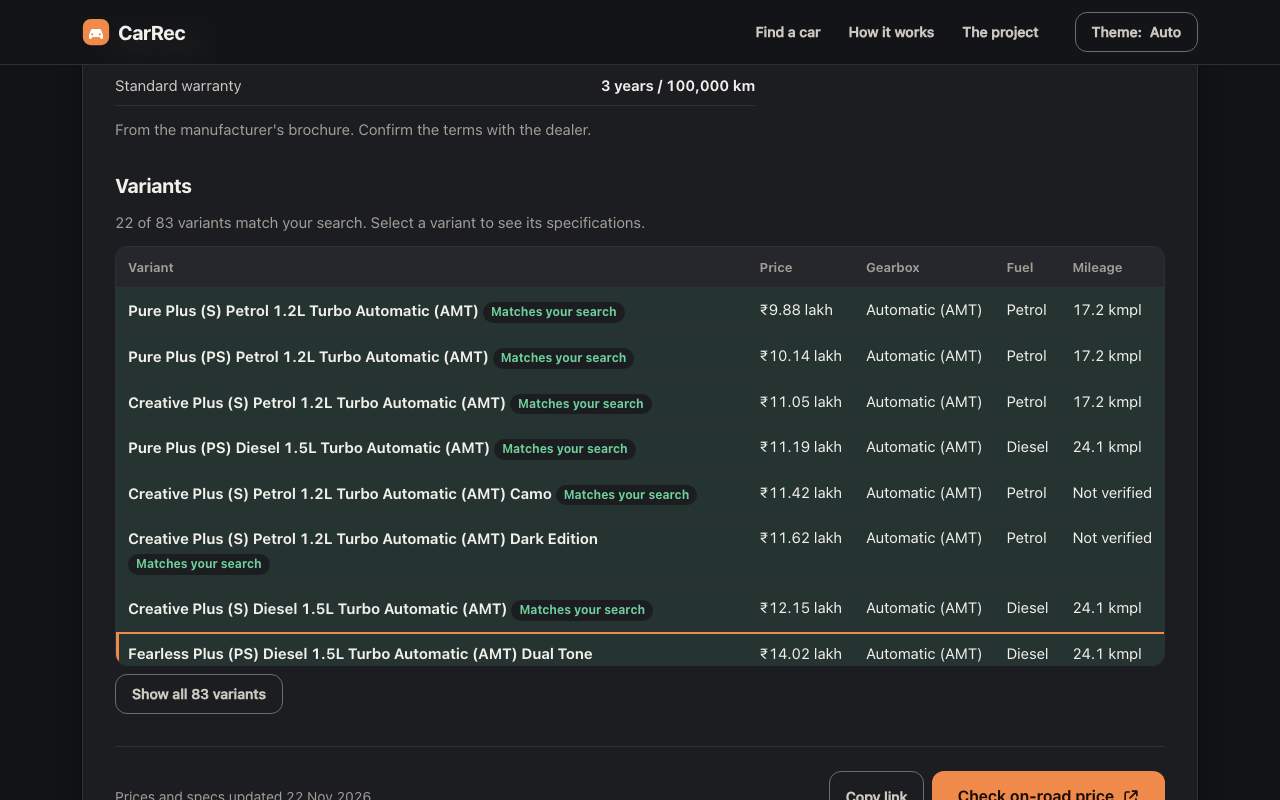 CarRec
Find a car
How it works
The project
Theme: Auto
Standard warranty 3 years / 100,000 km
From the manufacturer's brochure. Confirm the terms with the dealer.
Variants
22 of 83 variants match your search. Select a variant to see its specifications.
Variant Price Gearbox Fuel Mileage
Pure Plus (S) Petrol 1.2L Turbo Automatic (AMT) Matches your search ₹9.88 lakh Automatic (AMT) Petrol 17.2 kmpl
Pure Plus (PS) Petrol 1.2L Turbo Automatic (AMT) Matches your search ₹10.14 lakh Automatic (AMT) Petrol 17.2 kmpl
Creative Plus (S) Petrol 1.2L Turbo Automatic (AMT) Matches your search ₹11.05 lakh Automatic (AMT) Petrol 17.2 kmpl
Pure Plus (PS) Diesel 1.5L Turbo Automatic (AMT) Matches your search ₹11.19 lakh Automatic (AMT) Diesel 24.1 kmpl
Creative Plus (S) Petrol 1.2L Turbo Automatic (AMT) Camo Matches your search ₹11.42 lakh Automatic (AMT) Petrol Not verified
Creative Plus (S) Petrol 1.2L Turbo Automatic (AMT) Dark Edition ₹11.62 lakh Automatic (AMT) Petrol Not verified
Matches your search
Creative Plus (S) Diesel 1.5L Turbo Automatic (AMT) Matches your search ₹12.15 lakh Automatic (AMT) Diesel 24.1 kmpl
Fearless Plus (PS) Diesel 1.5L Turbo Automatic (AMT) Dual Tone ₹14.02 lakh Automatic (AMT) Diesel 24.1 kmpl
Show all 83 variants
Prices and specs updated 22 Nov 2026
Copy link
Check on-road price